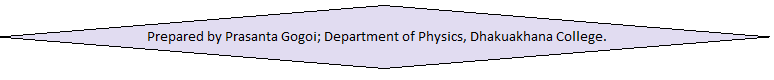 Prepared by Prasanta Gogoi; Department of Physics, Dhakuakhana College.